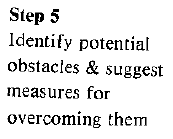 Step 5
Identify potential
obstacles & suggest
measures for
overcoming them